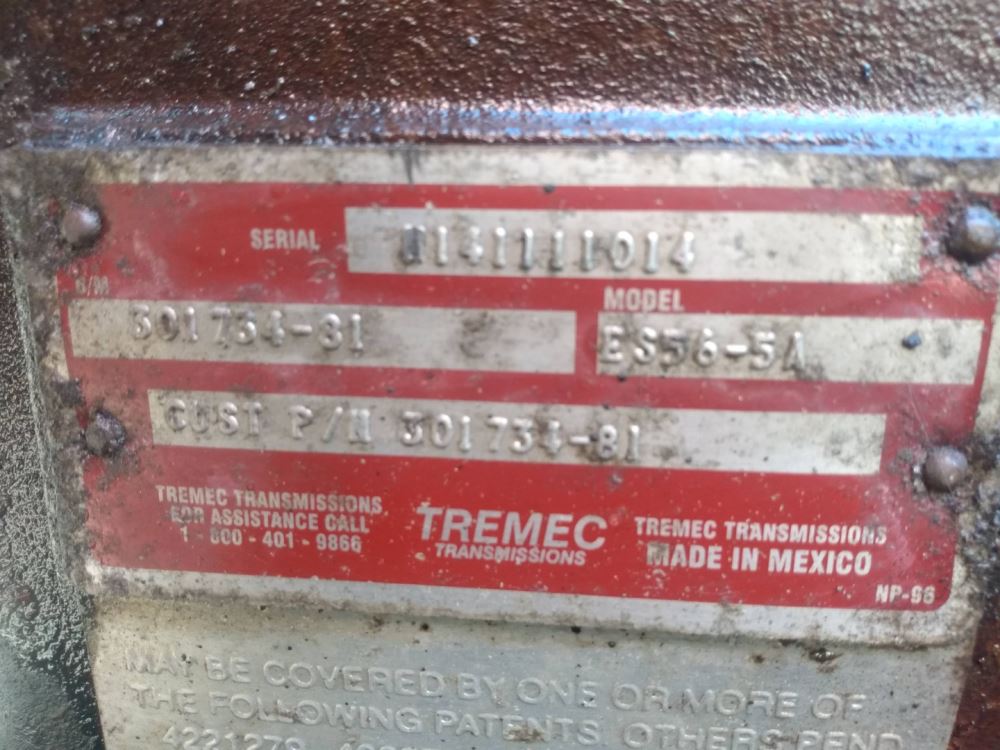 SERIAL
141111014
B/M
MODEL
301734-81
ES56-5A
CUST P/N 301734-81
TREMEC TRANSMISSIONS
FOR ASSISTANCE CALL
1-800-401-9866
TREMEC
TRANSMISSIONS
TREMEC TRANSMISSIONS
MADE IN MEXICO
NP-96
MAY BE COVERED BY ONE OR MORE OF
THE FOLLOWING PATENTS. OTHERS PEND
4221279